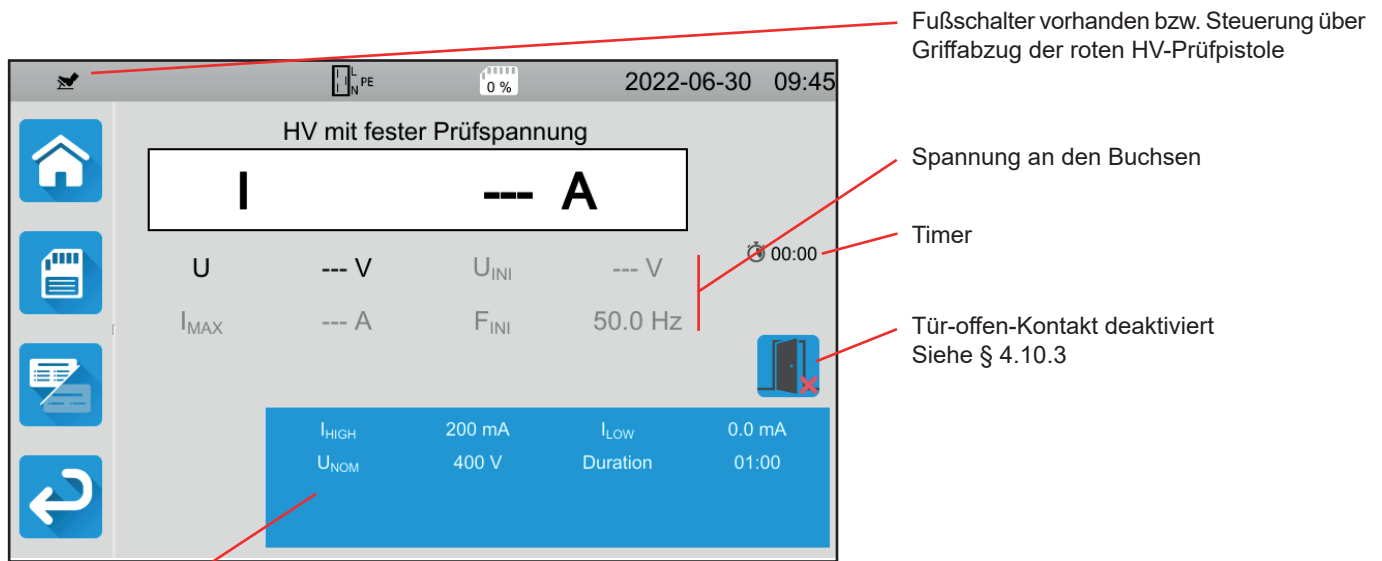 Fußschalter vorhanden bzw. Steuerung über
Griffabzug der roten HV-Prüfpistole
L
N PE
0 %
2022-06-30 09:45
HV mit fester Prüfspannung
I --- A
Spannung an den Buchsen
Timer
00:00
U --- V UINI --- V
IMAX --- A FINI 50.0 Hz
Tür-offen-Kontakt deaktiviert
Siehe § 4.10.3
IHIGH 200 mA ILOW 0.0 mA
UNOM 400 V Duration 01:00